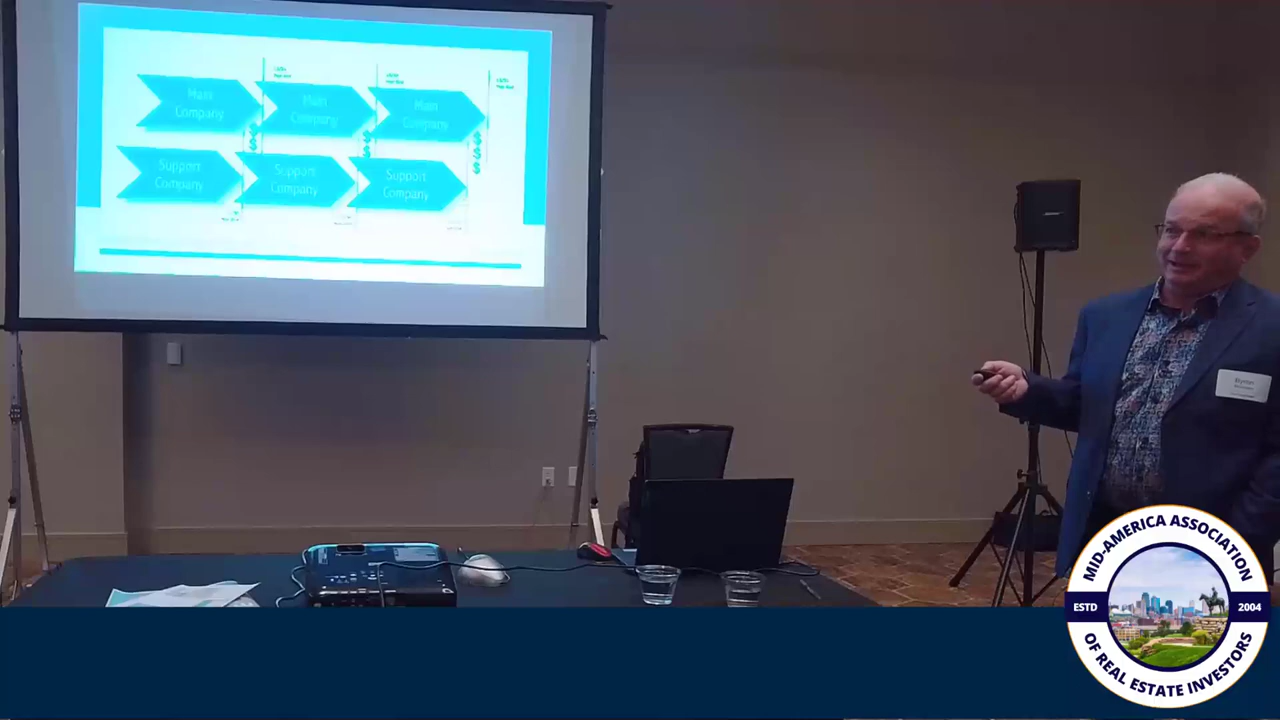 Main
Company
Main
Company
Main
Company
$
$
$$$
Support
Company
Support
Company
Support
Company
MID-AMERICA ASSOCIATION
ESTD
2004
OF REAL ESTATE INVESTORS